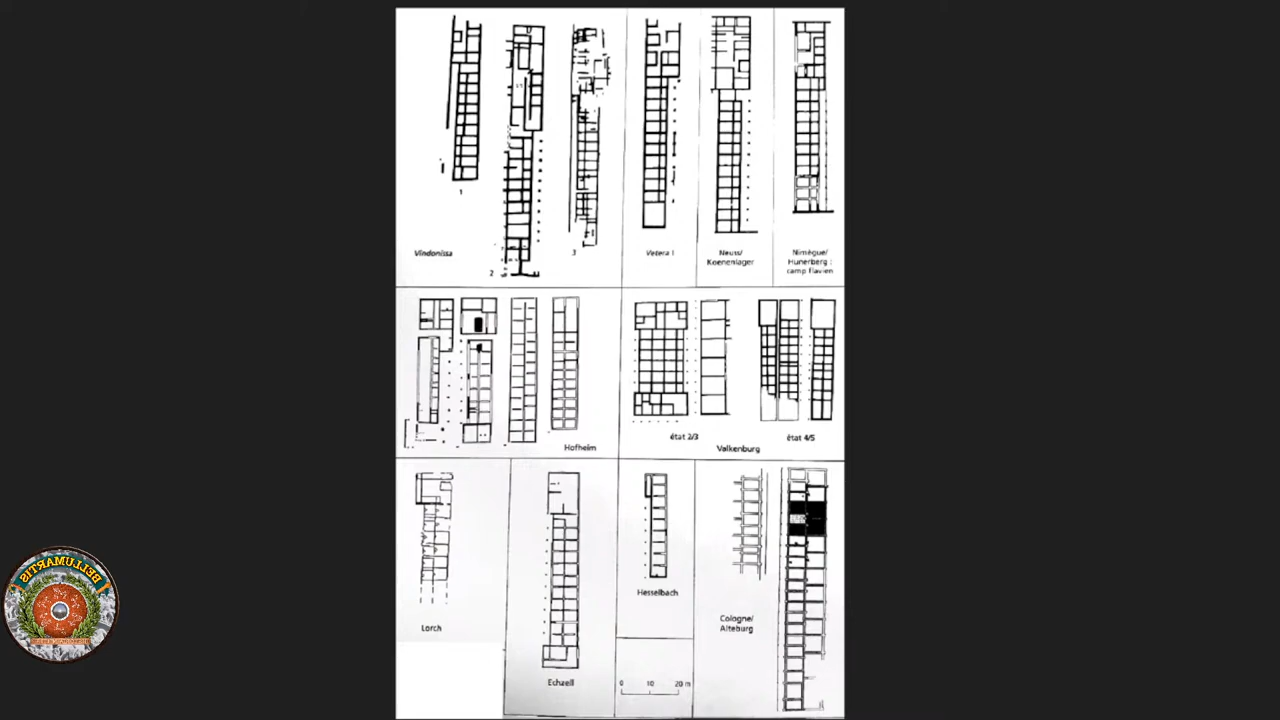 1
2
3
Vindonissa
Vetera I
Neuss/
Koenenlager
Nimègue/
Hunerberg :
camp flavien
Hofheim
état 2/3
état 4/5
Valkenburg
Lorch
Echzell
Hesselbach
0 10 20 m
Cologne/
Alteburg
BELLUMARTIS